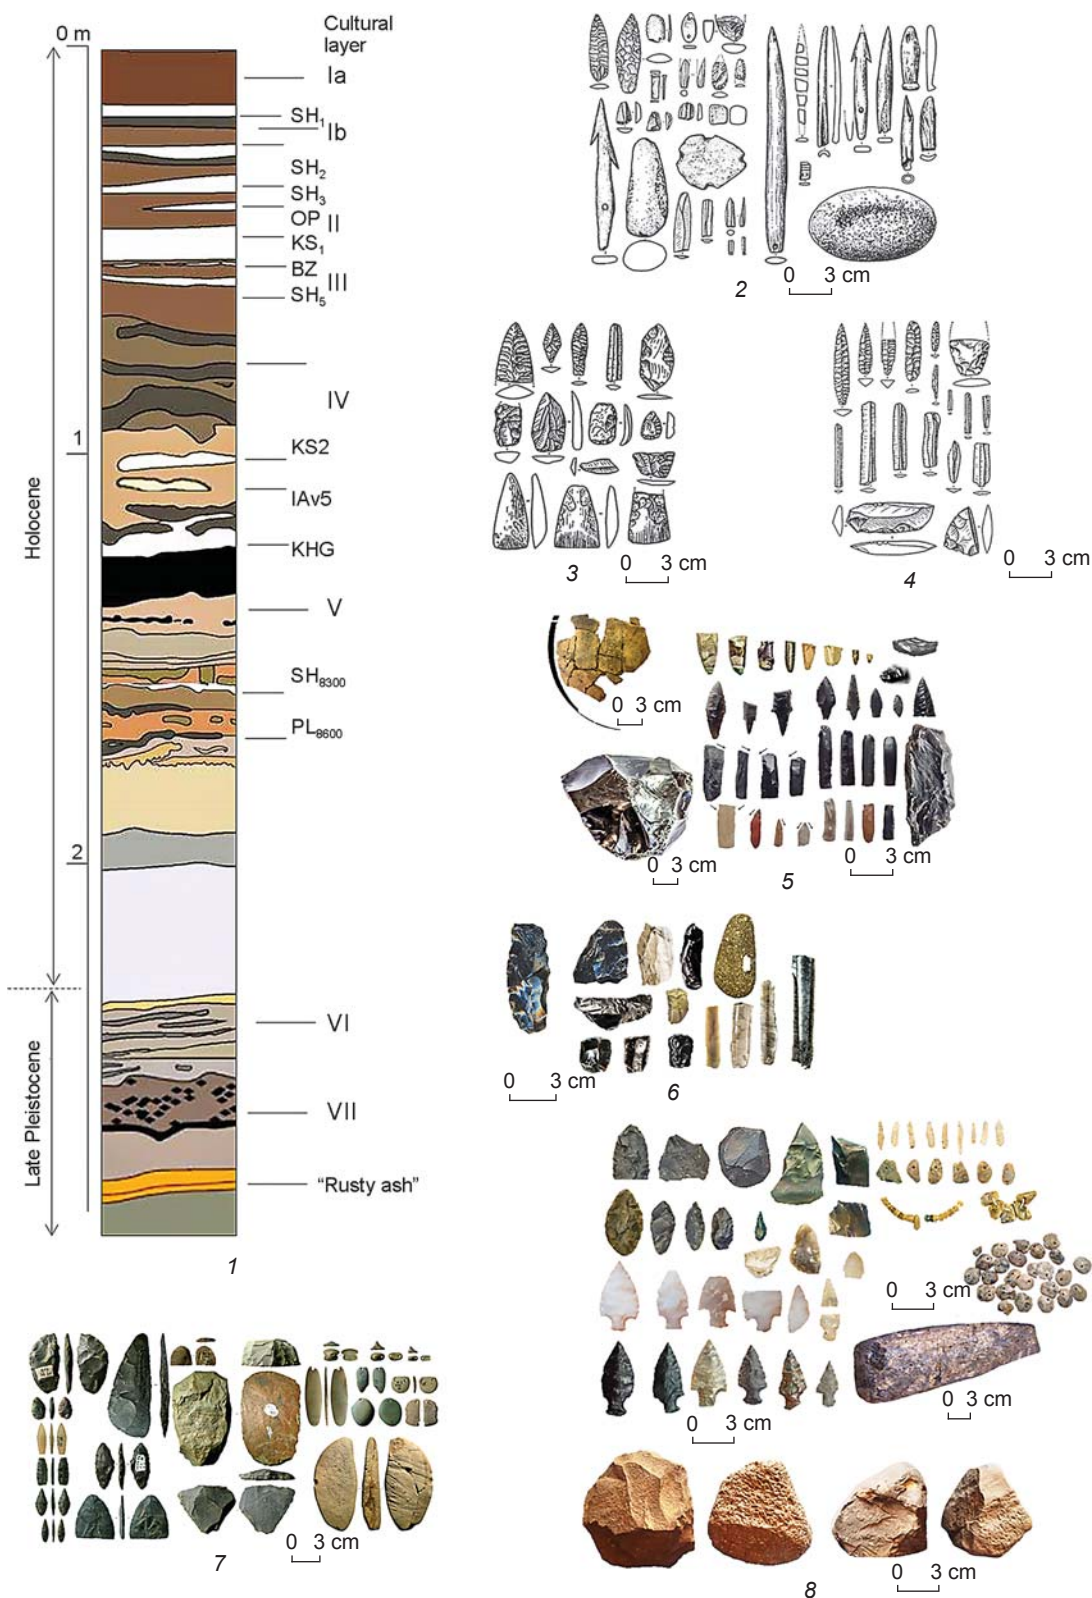 0 m
Cultural
layer
Ia
SH1
Ib
SH2
SH3
OP
II
KS1
BZ
III
SH5
IV
1
KS2
IAv5
KHG
V
SH8300
PL8600
2
VI
VII
“Rusty ash”
Holocene
Late Pleistocene
1
0 3 cm
2
0 3 cm
3
0 3 cm
4
0 3 cm
0 3 cm
0 3 cm
5
0 3 cm
6
0 3 cm
0 3 cm
0 3 cm
0 3 cm
7
0 3 cm
8